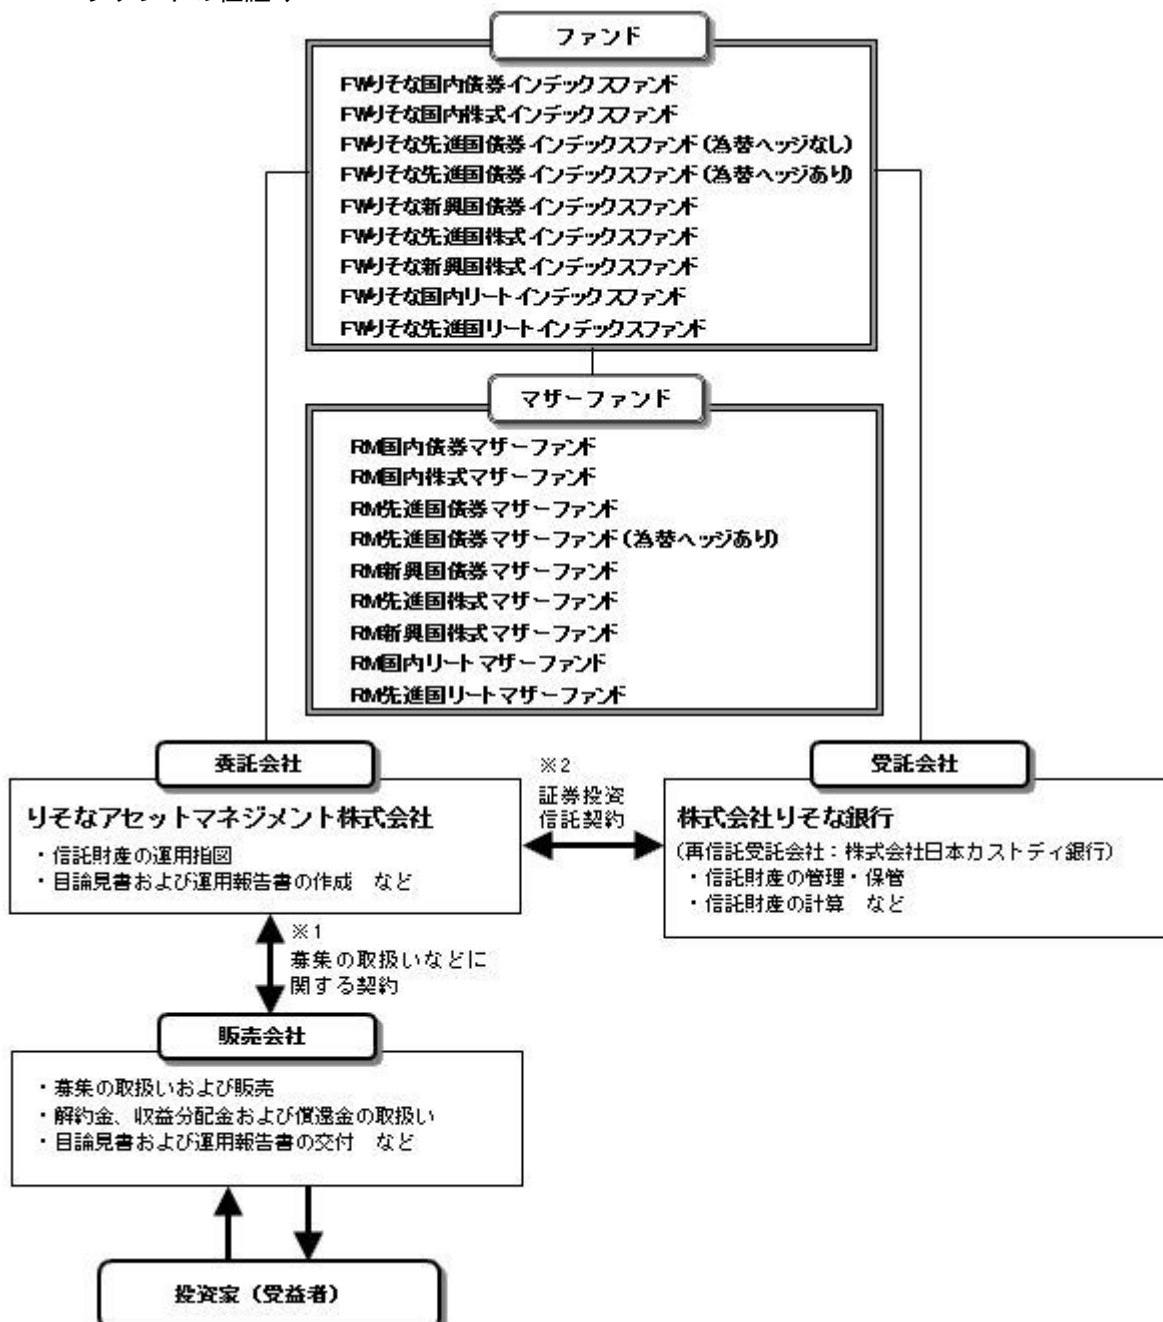 ファンド
FWりそな国内債券インデックスファンド
FWりそな国内株式インデックスファンド
FWりそな先進国債券インデックスファンド(為替ヘッジなし)
FWりそな先進国債券インデックスファンド(為替ヘッジあり)
FWりそな新興国債券インデックスファンド
FWりそな先進国株式インデックスファンド
FWりそな新興国株式インデックスファンド
FWりそな国内リートインデックスファンド
FWりそな先進国リートインデックスファンド
マザーファンド
RM国内債券マザーファンド
RM国内株式マザーファンド
RM先進国債券マザーファンド
RM先進国債券マザーファンド(為替ヘッジあり)
RM新興国債券マザーファンド
RM先進国株式マザーファンド
RM新興国株式マザーファンド
RM国内リートマザーファンド
RM先進国リートマザーファンド
委託会社
りそなアセットマネジメント株式会社
・信託財産の運用指図
・目論見書および運用報告書の作成 など
※2
証券投資
信託契約
受託会社
株式会社りそな銀行
(再信託受託会社:株式会社日本カストディ銀行)
・信託財産の管理・保管
・信託財産の計算 など
※1
募集の取扱いなどに
関する契約
販売会社
・募集の取扱いおよび販売
・解約金、収益分配金および償還金の取扱い
・目論見書および運用報告書の交付 など
投資家(受益者)